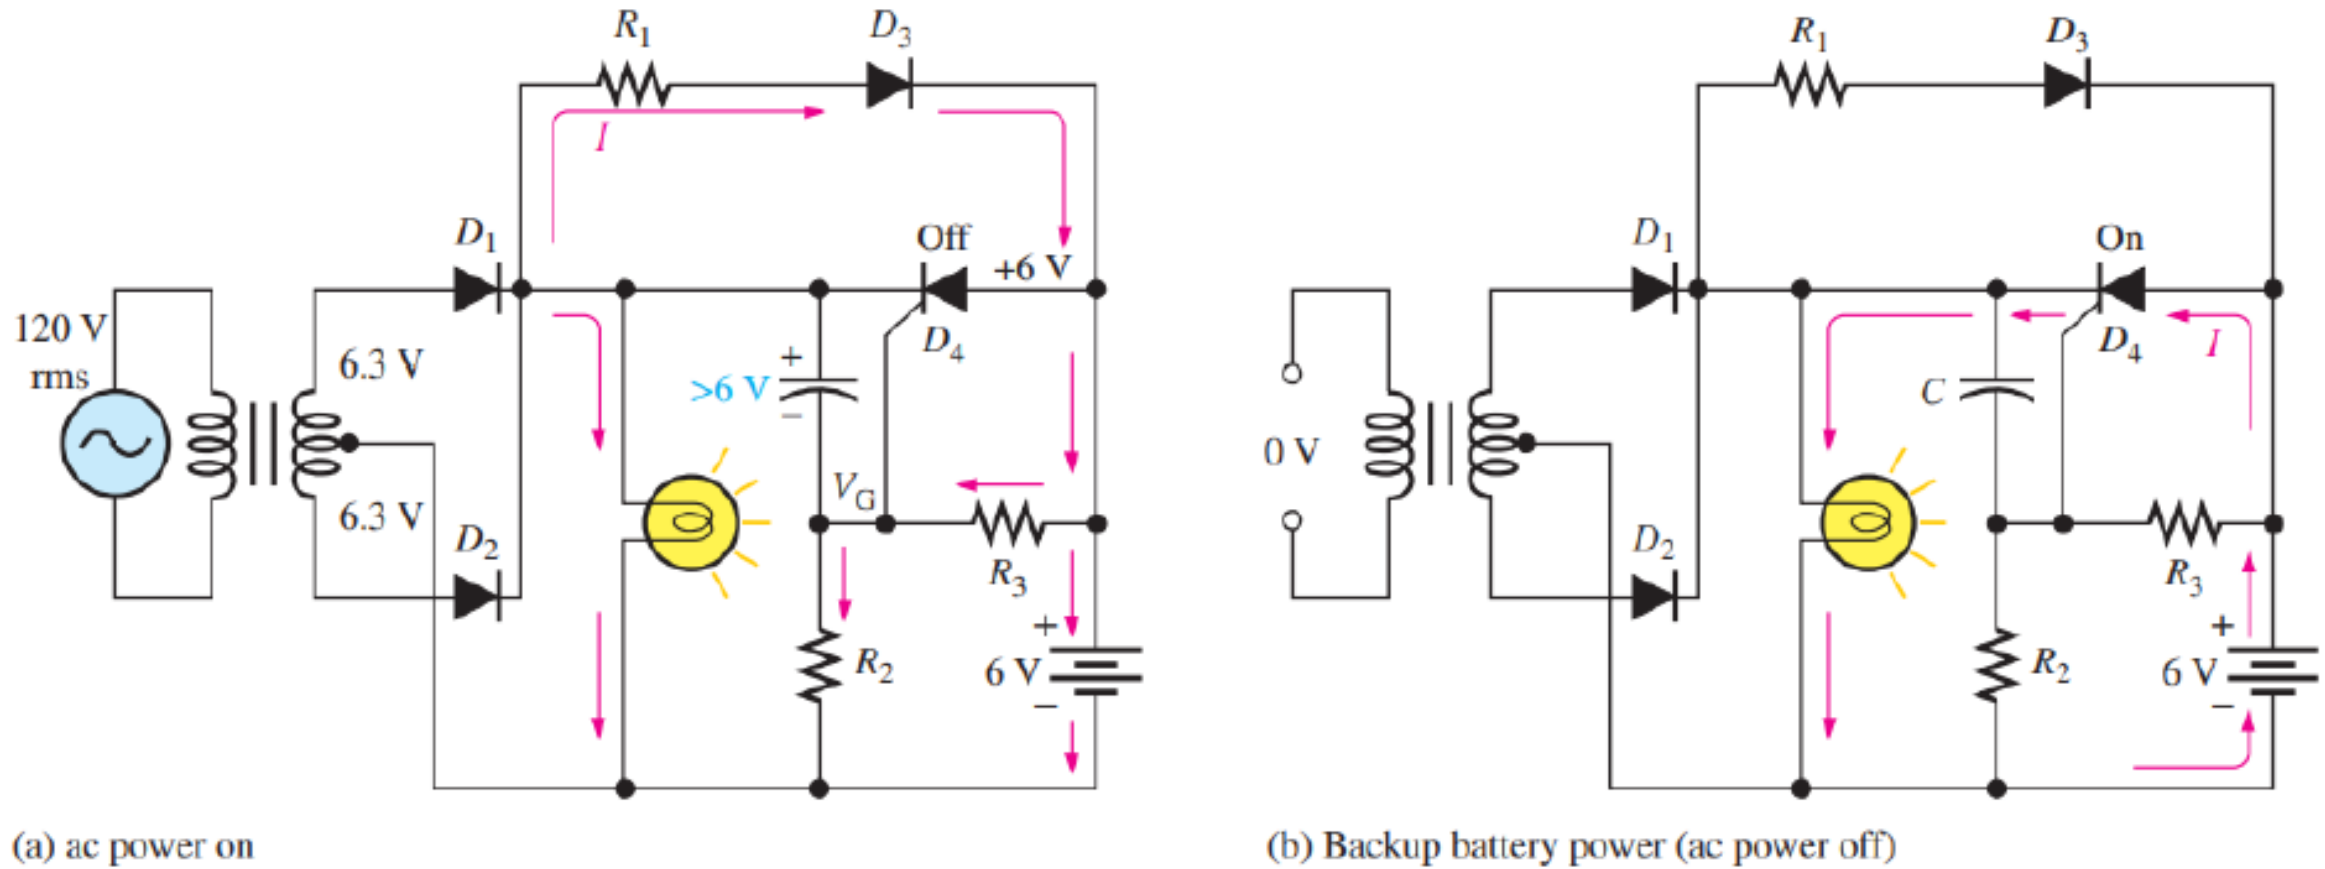 R1
D3
I
D1
Off
+6 V
120 V
rms
6.3 V
+
>6 V
−
D4
6.3 V
VG
D2
R3
R2
+
6 V
−
(a) ac power on
R1
D3
D1
On
D4
I
C
0 V
D2
R3
R2
+
6 V
−
(b) Backup battery power (ac power off)